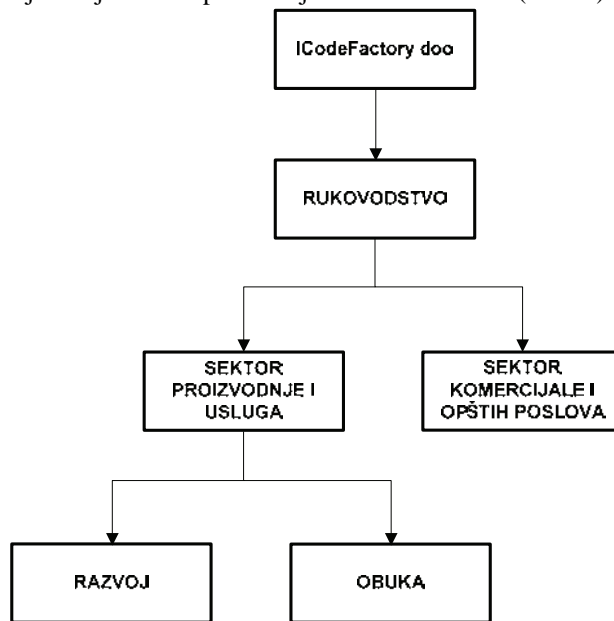 ICodeFactory doo
RUKOVODSTVO
SEKTOR
PROIZVODNJE I
USLUGA
SEKTOR
KOMERCIJALE I
OPŠTIH POSLOVA
RAZVOJ
OBUKA